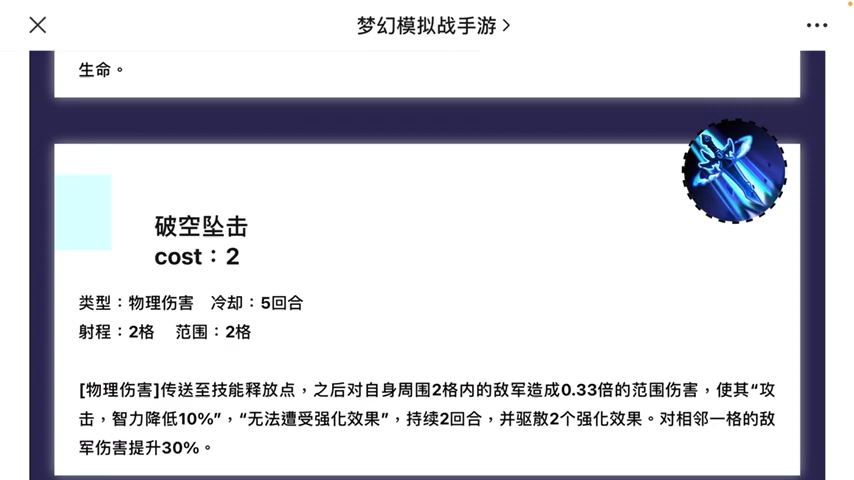 梦幻模拟战手游
生命。
破空坠击
cost：2
类型：物理伤害 冷却：5回合
射程：2格 范围：2格
[物理伤害]传送至技能释放点，之后对自身周围2格内的敌军造成0.33倍的范围伤害，使其“攻
击，智力降低10%”，“无法遭受强化效果”，持续2回合，并驱散2个强化效果。对相邻一格的敌
军伤害提升30%。